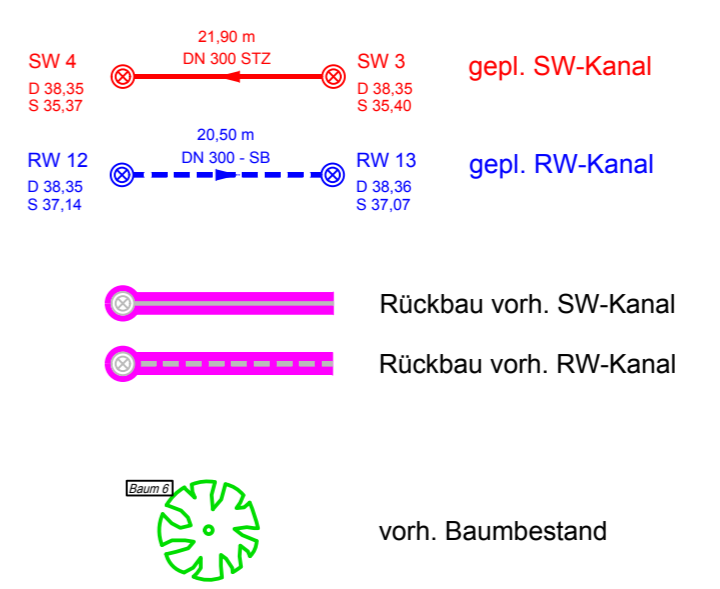 21,90 m
SW 4
DN 300 STZ
SW 3
gepl. SW-Kanal
D 38,35
S 35,37
D 38,35
S 35,40
20,50 m
RW 12
DN 300 - SB
RW 13
gepl. RW-Kanal
D 38,35
S 37,14
D 38,36
S 37,07
Rückbau vorh. SW-Kanal
Rückbau vorh. RW-Kanal
Baum 6
vorh. Baumbestand